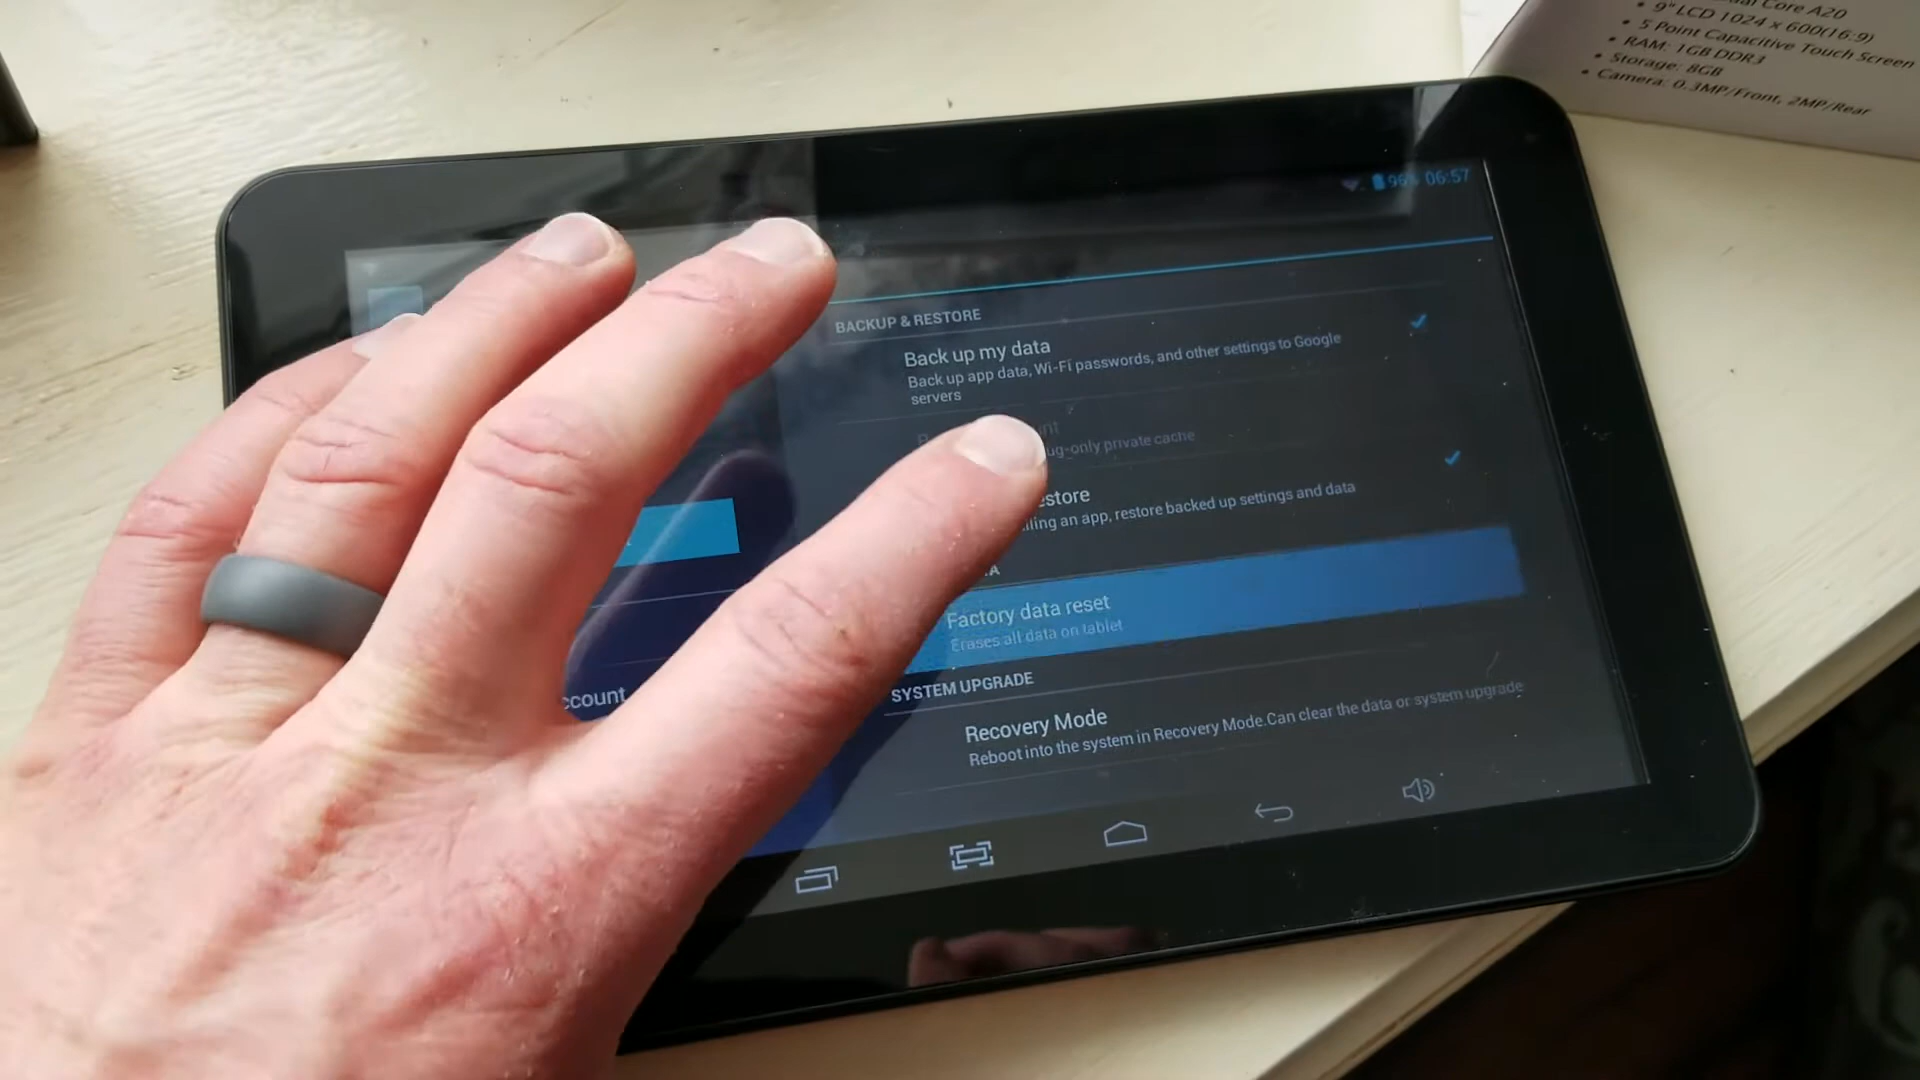 Core A20
• 9" LCD 1024 x 600(16:9)
• 5 Point Capacitive Touch Screen
• RAM: 1GB DDR3
• Storage: 8GB
• Camera: 0.3MP/Front, 2MP/Rear
96% 06:57
BACKUP & RESTORE
Back up my data
Back up app data, Wi-Fi passwords, and other settings to Google
servers
ug-only private cache
estore
lling an app, restore backed up settings and data
Factory data reset
Erases all data on tablet
ccount
SYSTEM UPGRADE
Recovery Mode
Reboot into the system in Recovery Mode.Can clear the data or system upgrade